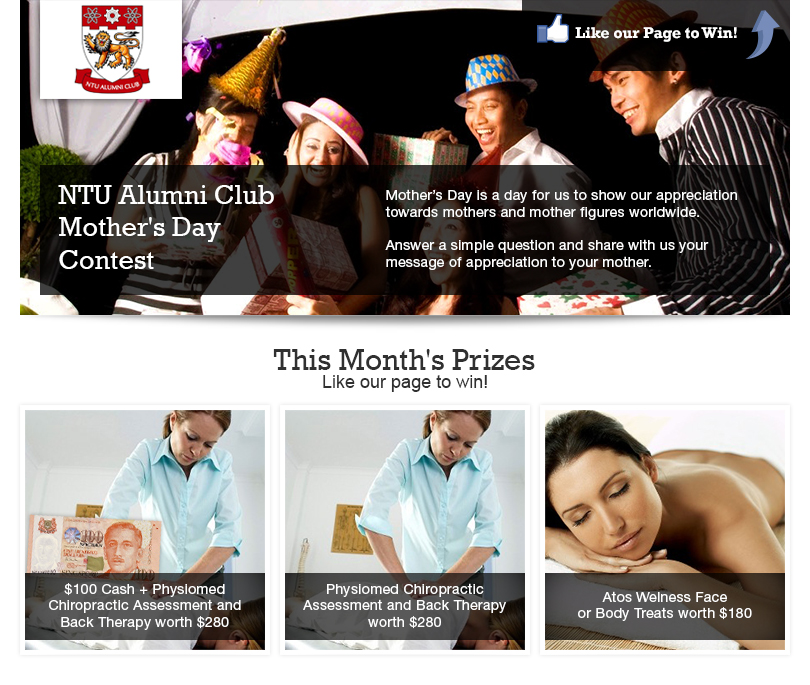 NTU ALUMNI CLUB
Like our Page to Win!
NTU Alumni Club
Mother's Day
Contest
Mother's Day is a day for us to show our appreciation
towards mothers and mother figures worldwide.
Answer a simple question and share with us your
message of appreciation to your mother.
This Month's Prizes
Like our page to win!
100
$100 Cash + Physiomed
Chiropractic Assessment and
Back Therapy worth $280
Physiomed Chiropractic
Assessment and Back Therapy
worth $280
Atos Welness Face
or Body Treats worth $180